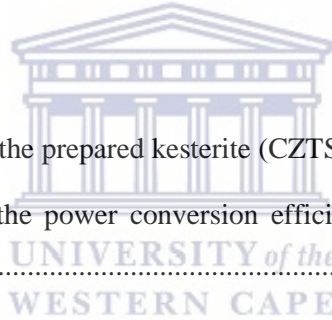 the prepared kesterite (CZTS
the power conversion effici
UNIVERSITY of the
................................................
WESTERN CAPE